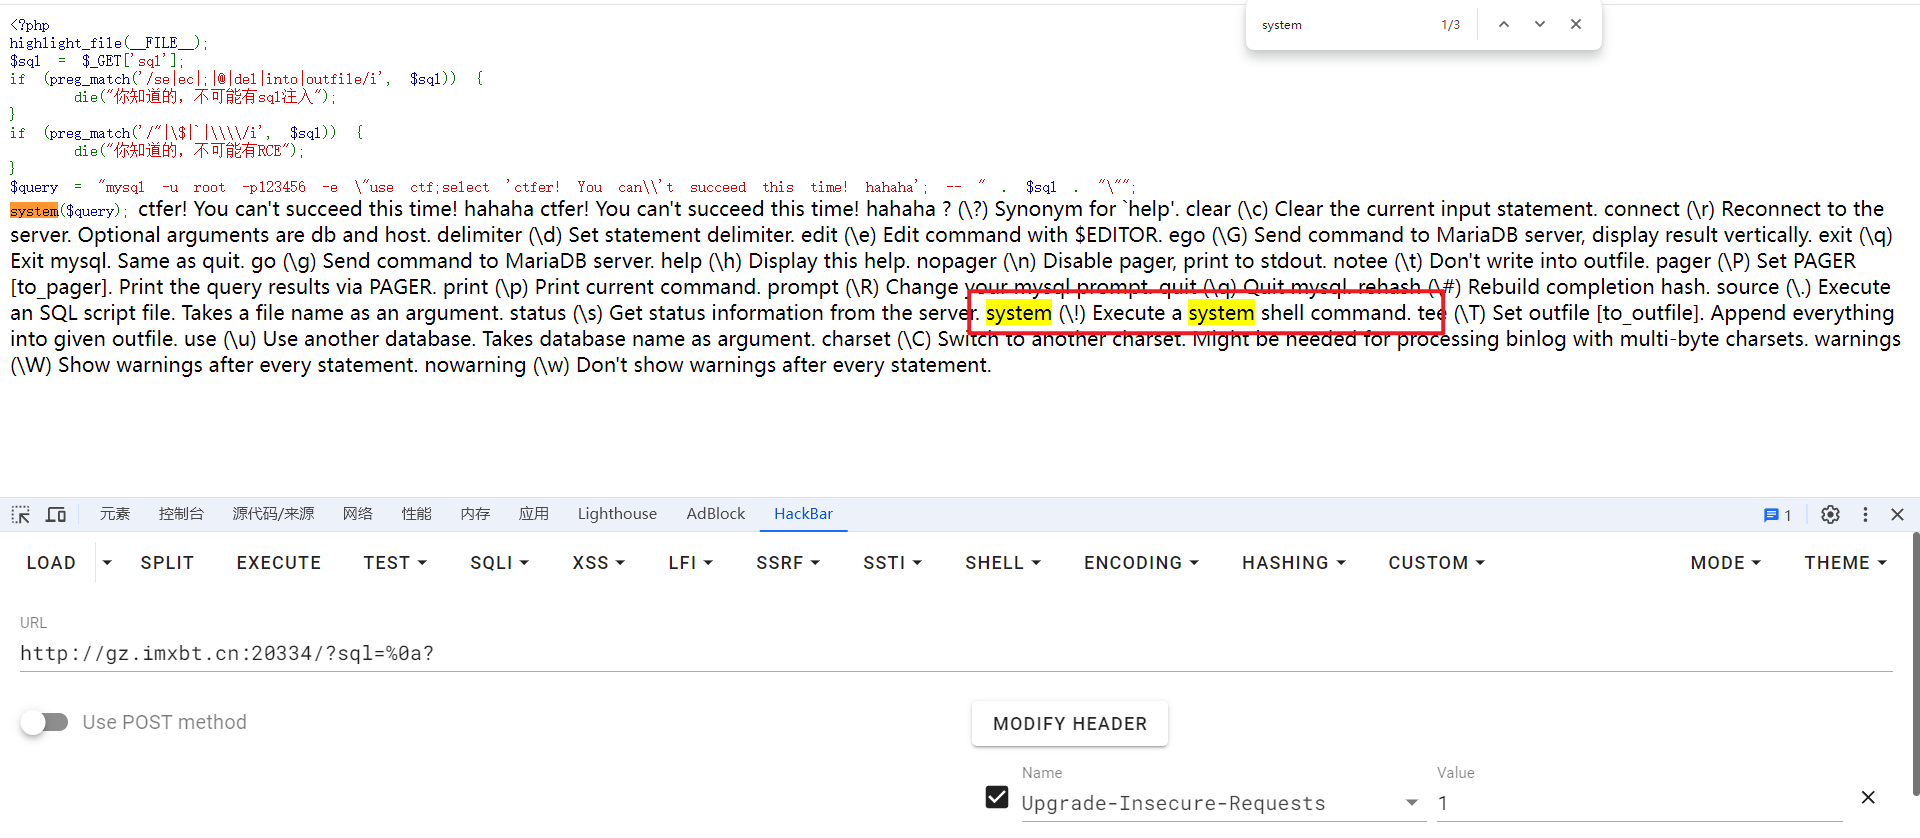 <?php
highlight_file(__FILE__);
$sql = $_GET['sql'];
if (preg_match('/se|ec|;|@|del|into|outfile/i', $sql)) {
die("你知道的，不可能有sql注入");
}
if (preg_match('/"|\$|`|\\\\/i', $sql)) {
die("你知道的，不可能有RCE");
}
$query = "mysql -u root -p123456 -e \"use ctf;select 'ctfer! You can\\'t succeed this time! hahaha'; -- " . $sql . "\"";
system($query); ctfer! You can't succeed this time! hahaha ctfer! You can't succeed this time! hahaha ? (\?) Synonym for `help'. clear (\c) Clear the current input statement. connect (\r) Reconnect to the
server. Optional arguments are db and host. delimiter (\d) Set statement delimiter. edit (\e) Edit command with $EDITOR. ego (\G) Send command to MariaDB server, display result vertically. exit (\q)
Exit mysql. Same as quit. go (\g) Send command to MariaDB server. help (\h) Display this help. nopager (\n) Disable pager, print to stdout. notee (\t) Don't write into outfile. pager (\P) Set PAGER
[to_pager]. Print the query results via PAGER. print (\p) Print current command. prompt (\R) Change your mysql prompt. quit (\q) Quit mysql. rehash (\#) Rebuild completion hash. source (\.) Execute
an SQL script file. Takes a file name as an argument. status (\s) Get status information from the server. system (\!) Execute a system shell command. tee (\T) Set outfile [to_outfile]. Append everything
into given outfile. use (\u) Use another database. Takes database name as argument. charset (\C) Switch to another charset. Might be needed for processing binlog with multi-byte charsets. warnings
(\W) Show warnings after every statement. nowarning (\w) Don't show warnings after every statement.
system 1/3
元素 控制台 源代码/来源 网络 性能 内存 应用 Lighthouse AdBlock HackBar 1
LOAD SPLIT EXECUTE TEST SQLI XSS LFI SSRF SSTI SHELL ENCODING HASHING CUSTOM MODE THEME
URL
http://gz.imxbt.cn:20334/?sql=%0a?
Use POST method
MODIFY HEADER
Name Value
Upgrade-Insecure-Requests 1